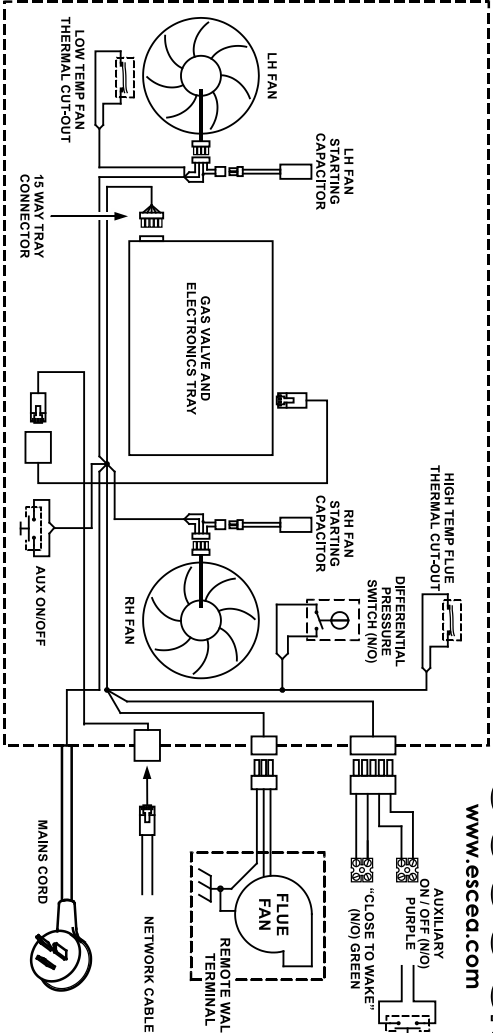 LOW TEMP FAN
THERMAL CUT-OUT
LH FAN
LH FAN
STARTING
CAPACITOR
15 WAY TRAY
CONNECTOR
GAS VALVE AND
ELECTRONICS TRAY
AUX ON/OFF
RH FAN
RH FAN
STARTING
CAPACITOR
HIGH TEMP FLUE
THERMAL CUT-OUT
DIFFERENTIAL
PRESSURE
SWITCH (N/O)
MAINS CORD
NETWORK CABLE
FLUE
FAN
REMOTE WAL
TERMINAL
"CLOSE TO WAKE"
(N/O) GREEN
AUXILIARY
ON / OFF (N/O)
PURPLE
www.escea.com